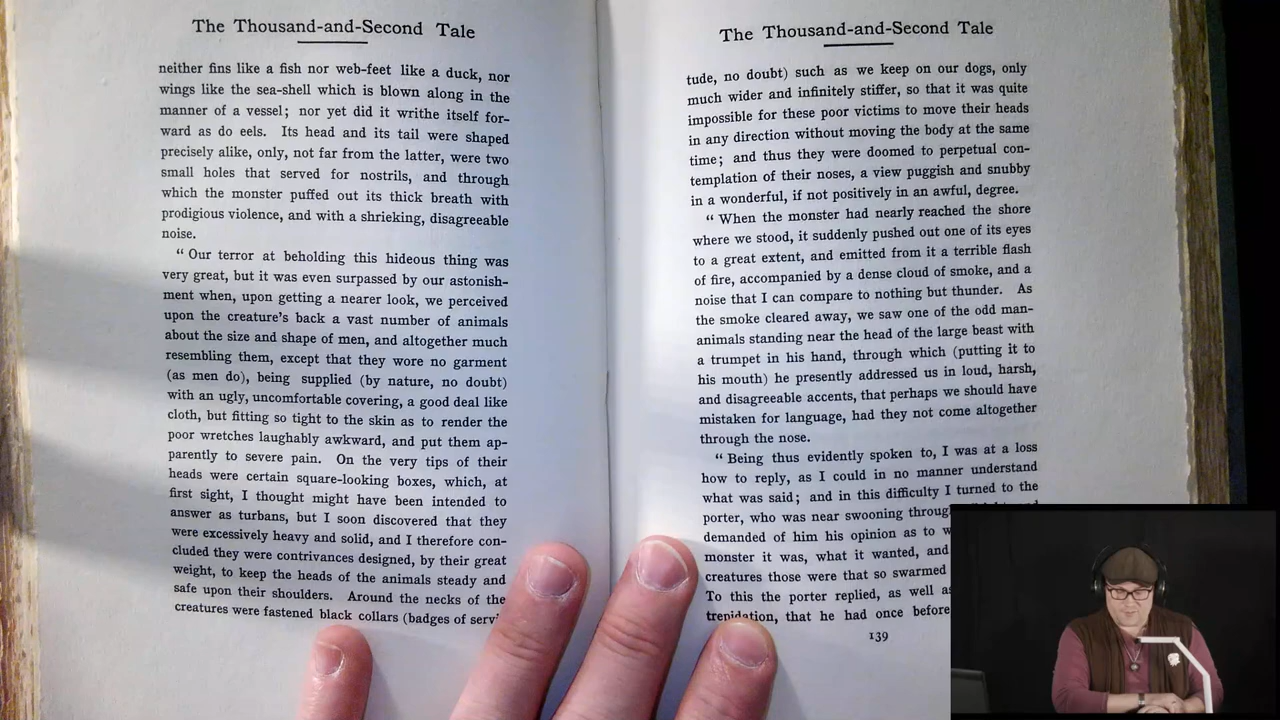 The Thousand-and-Second Tale
neither fins like a fish nor web-feet like a duck, nor
wings like the sea-shell which is blown along in the
manner of a vessel; nor yet did it writhe itself for-
ward as do eels. Its head and its tail were shaped
precisely alike, only, not far from the latter, were two
small holes that served for nostrils, and through
which the monster puffed out its thick breath with
prodigious violence, and with a shrieking, disagreeable
noise.
“ Our terror at beholding this hideous thing was
very great, but it was even surpassed by our astonish-
ment when, upon getting a nearer look, we perceived
upon the creature's back a vast number of animals
about the size and shape of men, and altogether much
resembling them, except that they wore no garment
(as men do), being supplied (by nature, no doubt)
with an ugly, uncomfortable covering, a good deal like
cloth, but fitting so tight to the skin as to render the
poor wretches laughably awkward, and put them ap-
parently to severe pain. On the very tips of their
heads were certain square-looking boxes, which, at
first sight, I thought might have been intended to
answer as turbans, but I soon discovered that they
were excessively heavy and solid, and I therefore con-
cluded they were contrivances designed, by their great
weight, to keep the heads of the animals steady and
safe upon their shoulders. Around the necks of the
creatures were fastened black collars (badges of
The Thousand-and-Second Tale
tude, no doubt) such as we keep on our dogs, only
much wider and infinitely stiffer, so that it was quite
impossible for these poor victims to move their heads
in any direction without moving the body at the same
time; and thus they were doomed to perpetual con-
templation of their noses, a view puggish and snubby
in a wonderful, if not positively in an awful, degree.
“ When the monster had nearly reached the shore
where we stood, it suddenly pushed out one of its eyes
to a great extent, and emitted from it a terrible flash
of fire, accompanied by a dense cloud of smoke, and a
noise that I can compare to nothing but thunder. As
the smoke cleared away, we saw one of the odd man-
animals standing near the head of the large beast with
a trumpet in his hand, through which (putting it to
his mouth) he presently addressed us in loud, harsh,
and disagreeable accents, that perhaps we should have
mistaken for language, had they not come altogether
through the nose.
“ Being thus evidently spoken to, I was at a loss
how to reply, as I could in no manner understand
what was said; and in this difficulty I turned to the
porter, who was near swooning through
demanded of him his opinion as to
monster it was, what it wanted, and
creatures those were that so swarmed
To this the porter replied, as well as
trepidation, that he had once before
139